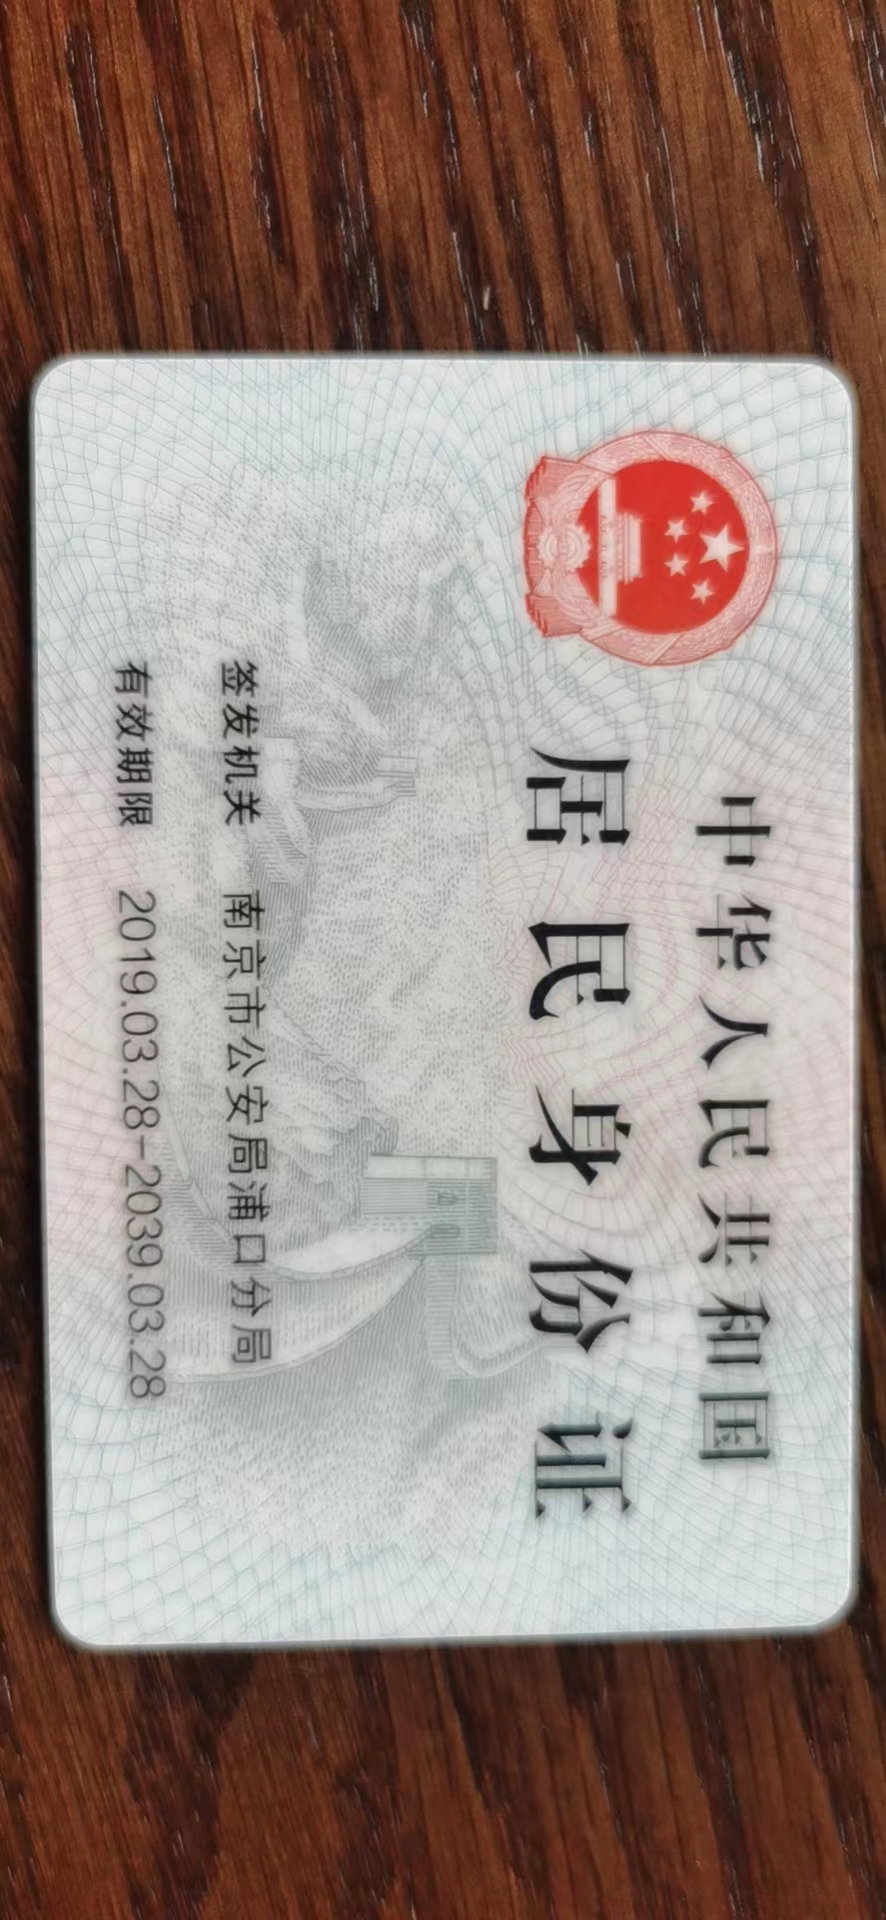 中华人民共和国
居民身份证
签发机关 南京市公安局浦口分局
有效期限 2019.03.28-2039.03.28